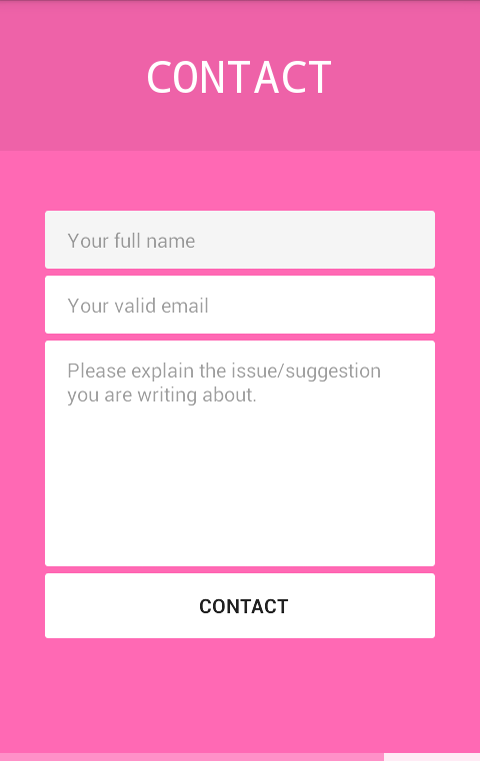 CONTACT
Your full name
Your valid email
Please explain the issue/suggestion
you are writing about.
CONTACT